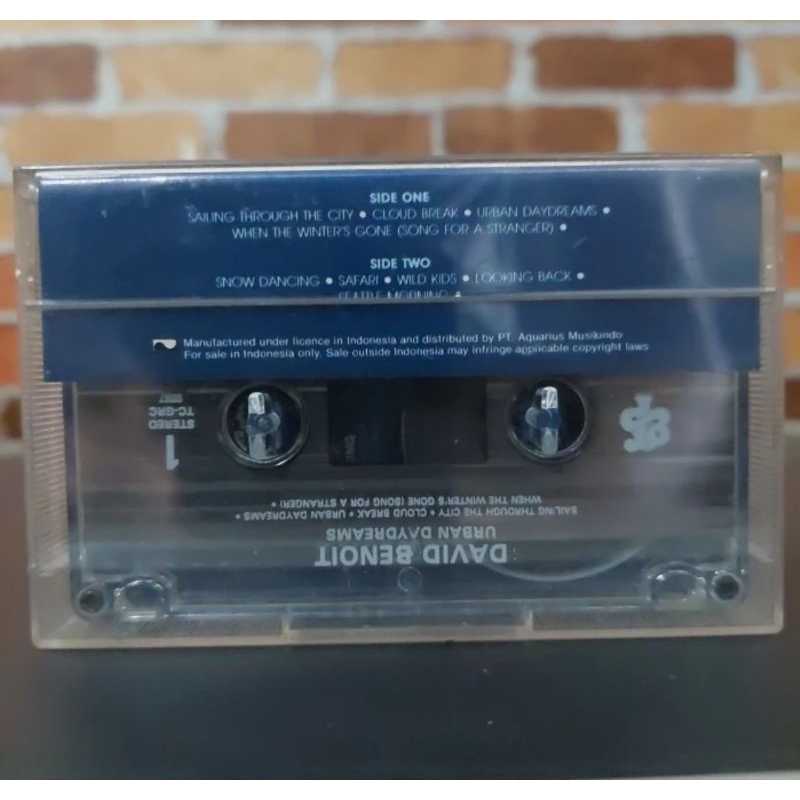 SIDE ONE
SAILING THROUGH THE CITY • CLOUD BREAK • URBAN DAYDREAMS •
WHEN THE WINTER'S GONE (SONG FOR A STRANGER) •
SIDE TWO
SNOW DANCING • SAFARI • WILD KIDS • LOOKING BACK •
SEATTLE MORNING •
Manufactured under licence in Indonesia and distributed by PT. Aquarius Musikindo
For sale in Indonesia only. Sale outside Indonesia may infringe applicable copyright laws
DAVID BENOIT
URBAN DAYDREAMS
SAILING THROUGH THE CITY • CLOUD BREAK • URBAN DAYDREAMS •
WHEN THE WINTER'S GONE (SONG FOR A STRANGER) •
1
STEREO
TC-GRC